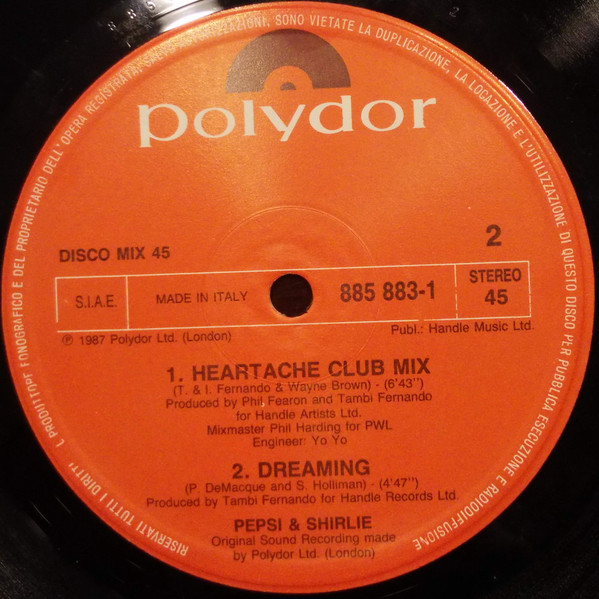 polydor
DISCO MIX 45
2
S.I.A.E.
MADE IN ITALY
885 883-1
STEREO
45
℗ 1987 Polydor Ltd. (London)
Publ.: Handle Music Ltd.
1. HEARTACHE CLUB MIX
(T. & I. Fernando & Wayne Brown) - (6'43")
Produced by Phil Fearon and Tambi Fernando
for Handle Artists Ltd.
Mixmaster Phil Harding for PWL
Engineer: Yo Yo
2. DREAMING
(P. DeMacque and S. Holliman) - (4'47")
Produced by Tambi Fernando for Handle Records Ltd
PEPSI & SHIRLIE
Original Sound Recording made
by Polydor Ltd. (London)
RISERVATI TUTTI I DIRITTI DEL PRODUTTORE FONOGRAFICO E DEL PROPRIETARIO DELL'OPERA REGISTRATA. SONO VIETATE LA DUPLICAZIONE, LA LOCAZIONE E L'UTILIZZAZIONE DI QUESTO DISCO PER PUBBLICA ESECUZIONE E RADIODIFFUSIONE